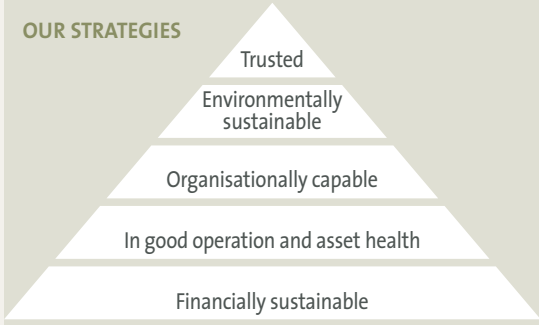 OUR STRATEGIES
Trusted
Environmentally
sustainable
Organisationally capable
In good operation and asset health
Financially sustainable